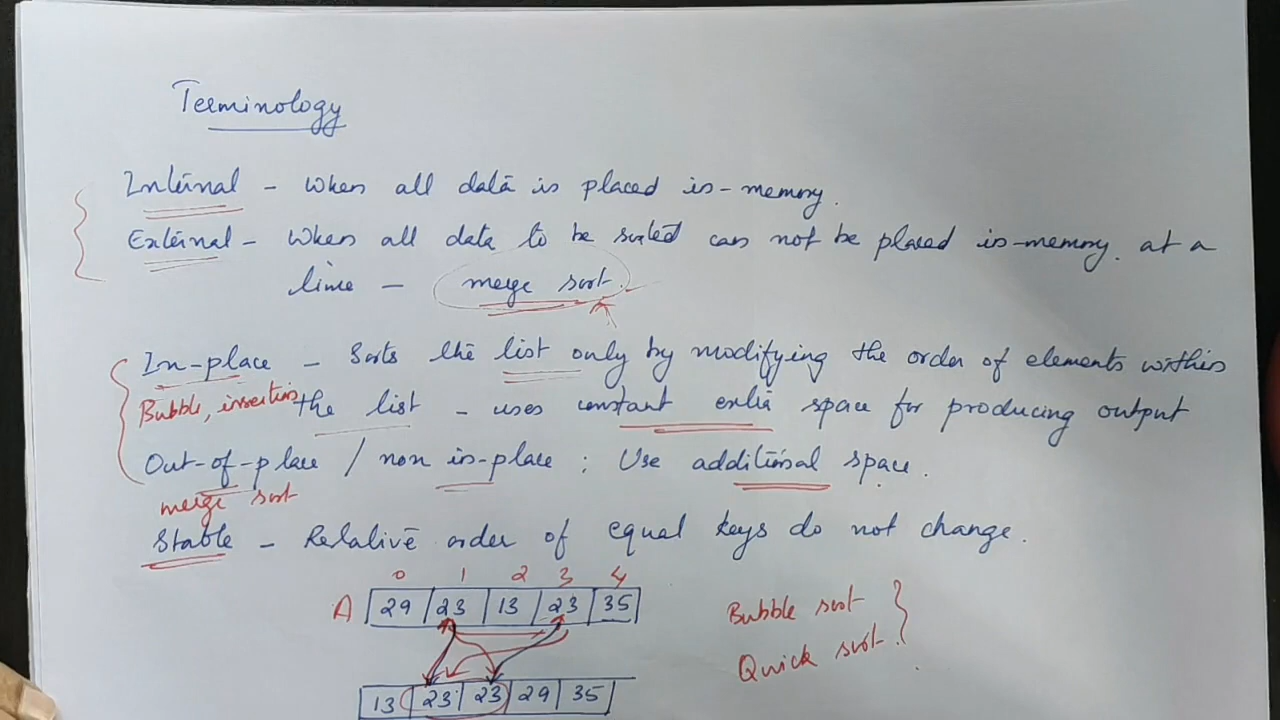 Terminology
Internal - When all data is placed in-memory.
External - When all data to be sorted can not be placed in-memory. at a
time - merge sort.
In-place - Sorts the list only by modifying the order of elements within
Bubble, insertion
the list - uses constant extra space for producing output
Out-of-place / non in-place : Use additional space.
merge sort
Stable - Relative order of equal keys do not change.
0 1 2 3 4
A 29 23 13 23 35
Bubble sort
Quick sort.
13 23 23 29 35